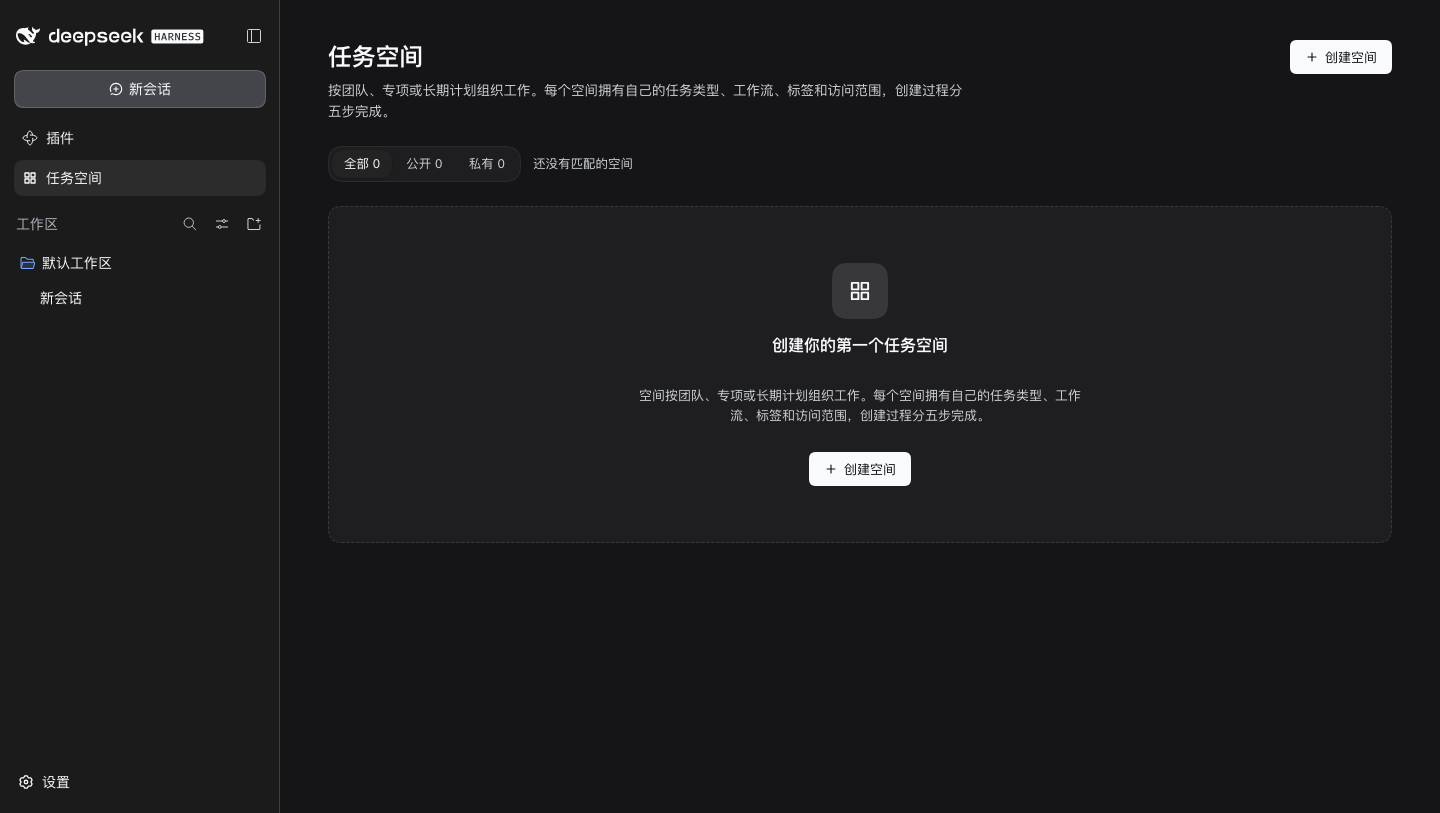 deepseek HARNESS
新会话
插件
任务空间
工作区
默认工作区
新会话
设置
任务空间
创建空间
按团队、专项或长期计划组织工作。每个空间拥有自己的任务类型、工作流、标签和访问范围，创建过程分
五步完成。
全部 0 公开 0 私有 0 还没有匹配的空间
创建你的第一个任务空间
空间按团队、专项或长期计划组织工作。每个空间拥有自己的任务类型、工作
流、标签和访问范围，创建过程分五步完成。
创建空间